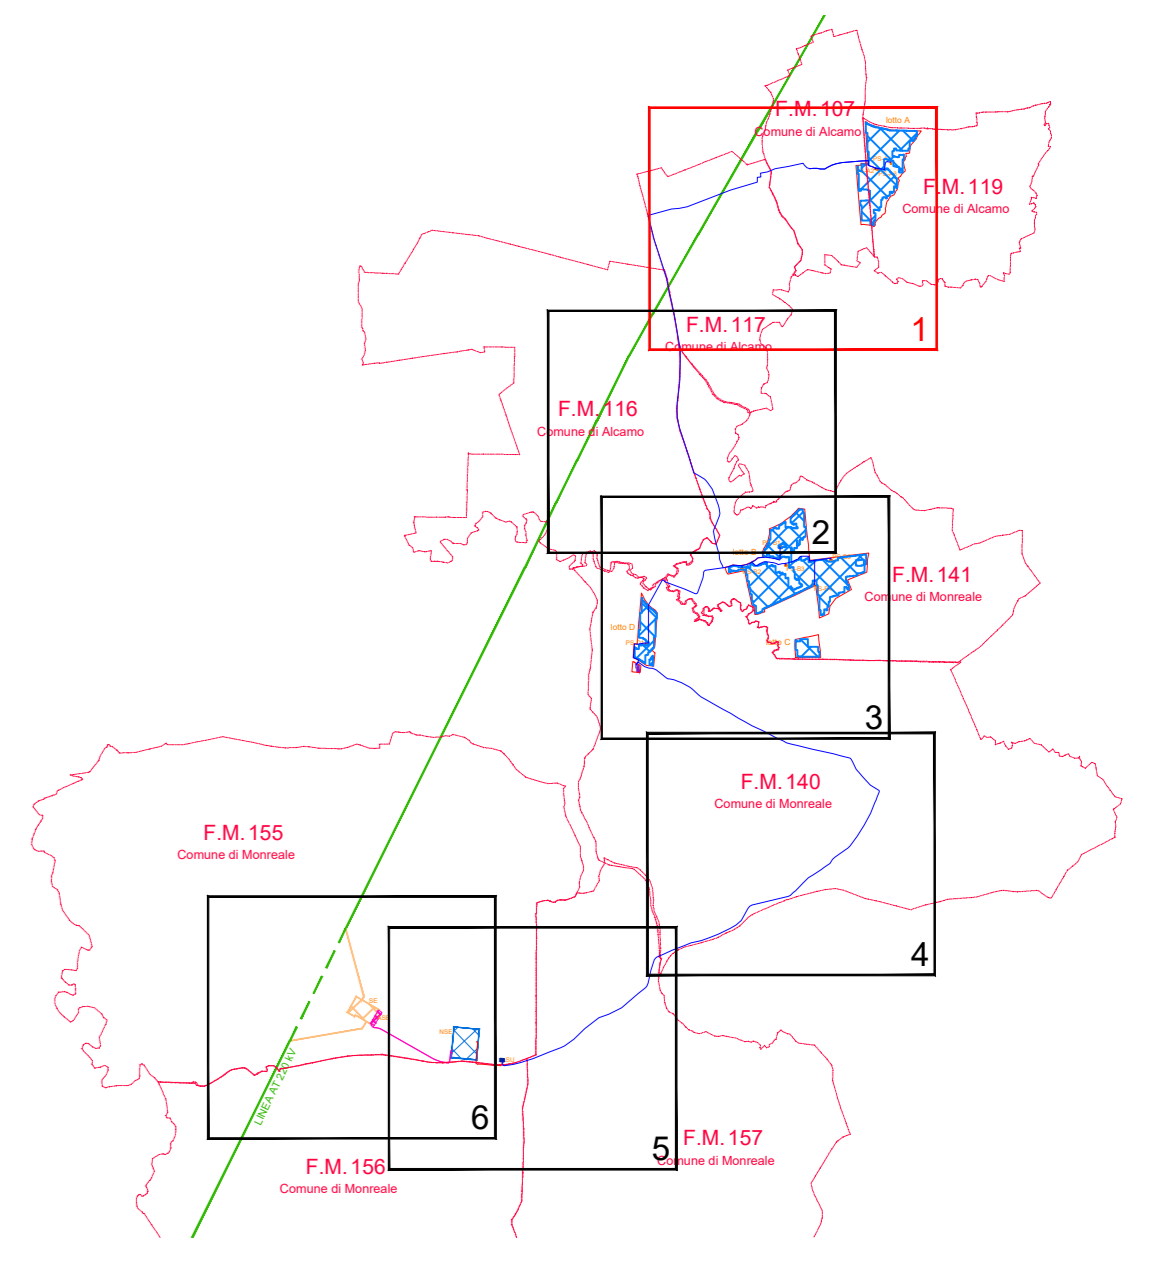 F.M. 107
Comune di Alcamo
lotto A
F.M. 119
Comune di Alcamo
F.M. 117
Comune di Alcamo
1
F.M. 116
Comune di Alcamo
2
F.M. 141
Comune di Monreale
lotto D
3
F.M. 140
Comune di Monreale
F.M. 155
Comune di Monreale
4
SE
NSE
LINEA AT 220 kV
6
5
F.M. 157
Comune di Monreale
F.M. 156
Comune di Monreale